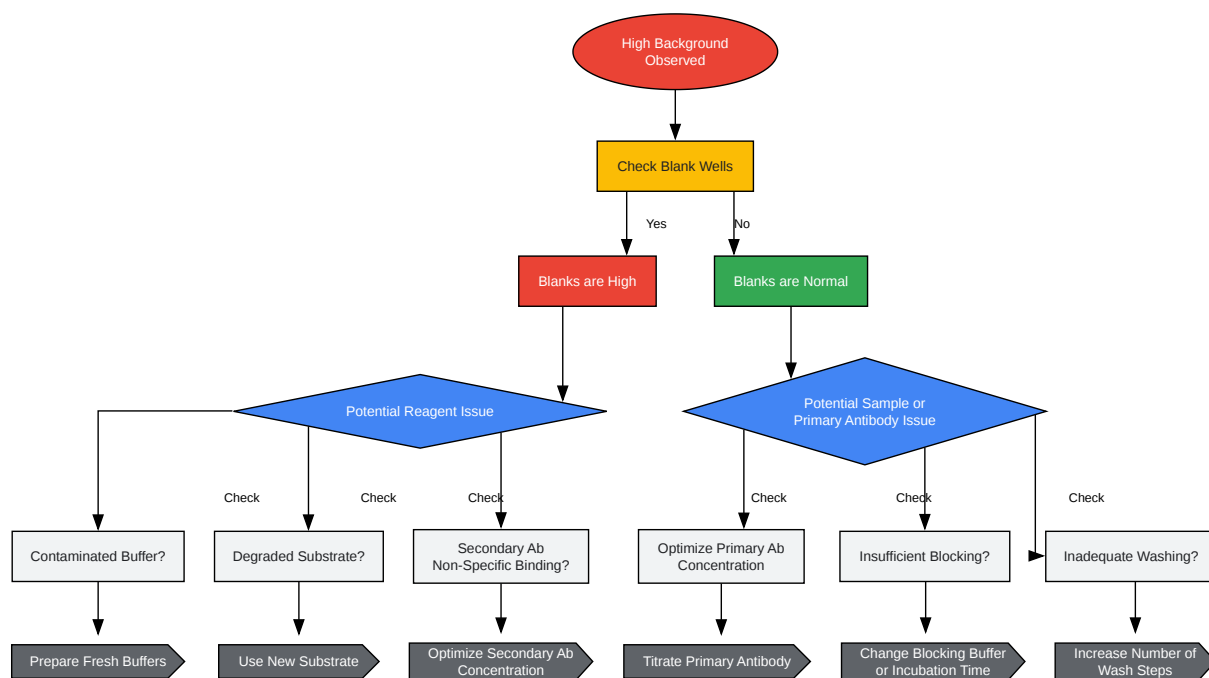 High Background
Observed
Check Blank Wells
Yes
No
Blanks are High
Blanks are Normal
Potential Reagent Issue
Potential Sample or
Primary Antibody Issue
Check
Check
Check
Check
Check
Check
Contaminated Buffer?
Degraded Substrate?
Secondary Ab
Non-Specific Binding?
Optimize Primary Ab
Concentration
Insufficient Blocking?
Inadequate Washing?
Prepare Fresh Buffers
Use New Substrate
Optimize Secondary Ab
Concentration
Titrate Primary Antibody
Change Blocking Buffer
or Incubation Time
Increase Number of
Wash Steps